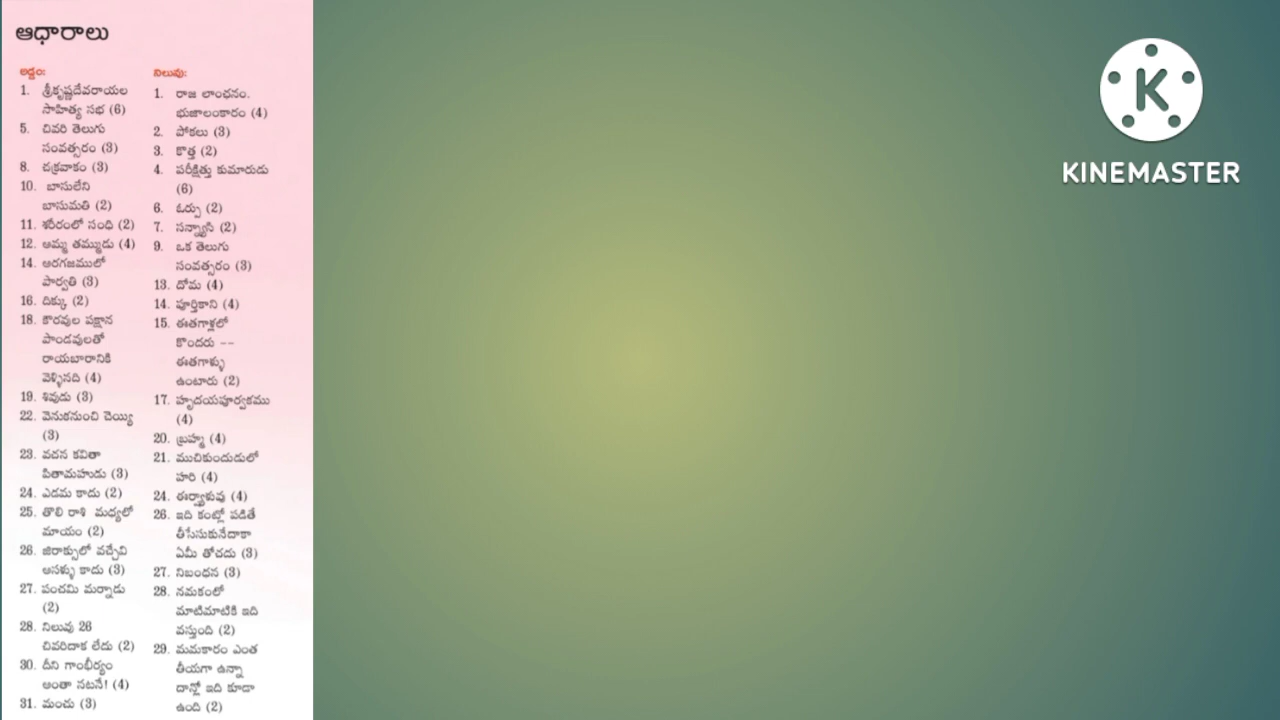 ఆధారాలు
అడ్డం:
1. శ్రీకృష్ణదేవరాయల
సాహిత్య సభ (6)
5. చివరి తెలుగు
సంవత్సరం (3)
8. చక్రవాకం (3)
10. బాసులేని
బాసుమతి (2)
11. శరీరంలో సంధి (2)
12. అమ్మ తమ్ముడు (4)
14. అరగజములో
పార్వతి (3)
16. దిక్కు (2)
18. కౌరవుల పక్షాన
పాండవులతో
రాయబారానికి
వెళ్ళినది (4)
19. శివుడు (3)
22. వెనుకనుంచి చెయ్యి
(3)
23. వచన కవితా
పితామహుడు (3)
24. ఎడమ కాదు (2)
25. తొలి రాశి మధ్యలో
మాయం (2)
26. జిరాక్సులో వచ్చేవి
అసళ్ళు కాదు (3)
27. పంచమి మర్నాడు
(2)
28. నిలువు 26
చివరిదాక లేదు (2)
30. దీని గాంభీర్యం
అంతా నటనే! (4)
31. మంచు (3)
నిలువు:
1. రాజ లాంఛనం.
భుజాలంకారం (4)
2. పోకలు (3)
3. కొత్త (2)
4. పరీక్షిత్తు కుమారుడు
(6)
6. ఓర్పు (2)
7. సన్న్యాసి (2)
9. ఒక తెలుగు
సంవత్సరం (3)
13. దోమ (4)
14. పూర్తికాని (4)
15. ఈతగాళ్లలో
కొందరు --
ఈతగాళ్ళు
ఉంటారు (2)
17. హృదయపూర్వకము
(4)
20. బ్రహ్మ (4)
21. ముచికుందుడులో
హరి (4)
24. ఈర్ష్యాళువు (4)
26. ఇది కంట్లో పడితే
తీసేసుకునేదాకా
ఏమీ తోచదు (3)
27. నిబంధన (3)
28. నమకంలో
మాటిమాటికి ఇది
వస్తుంది (2)
29. మమకారం ఎంత
తీయగా ఉన్నా
దాన్లో ఇది కూడా
ఉంది (2)
K
KINEMASTER